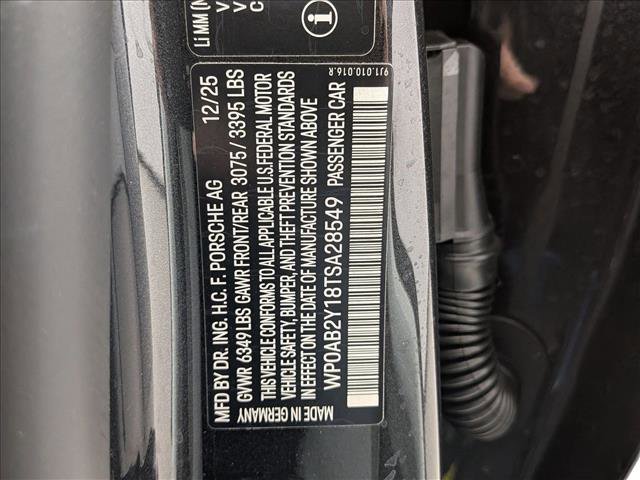 Li MM (N
V
V
C
i
9J1.010.016.R
MFD BY DR. ING. H.C. F. PORSCHE AG 12/25
GVWR 6349 LBS GAWR FRONT/REAR 3075 / 3395 LBS
THIS VEHICLE CONFORMS TO ALL APPLICABLE U.S. FEDERAL MOTOR
VEHICLE SAFETY, BUMPER, AND THEFT PREVENTION STANDARDS
IN EFFECT ON THE DATE OF MANUFACTURE SHOWN ABOVE
WP0AB2Y18TSA28549 PASSENGER CAR
MADE IN GERMANY